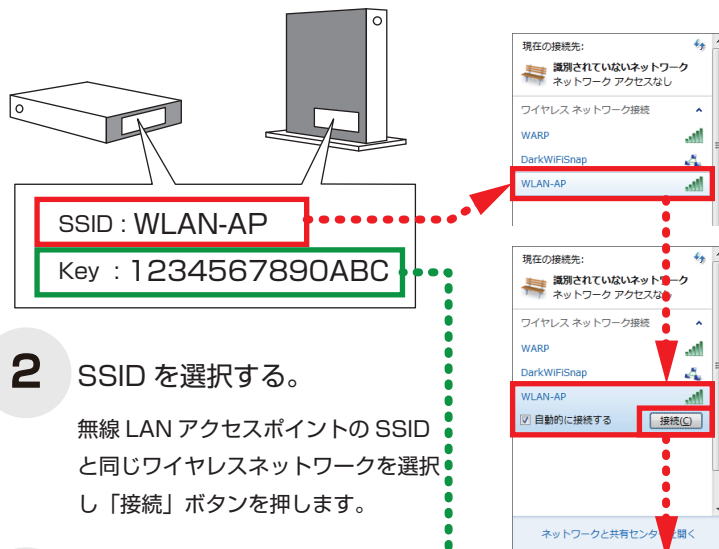 SSID : WLAN-AP
Key : 1234567890ABC
2 SSID を選択する。
無線 LAN アクセスポイントの SSID
と同じワイヤレスネットワークを選択
し「接続」ボタンを押します。
現在の接続先:
識別されていないネットワーク
ネットワーク アクセスなし
ワイヤレス ネットワーク接続
WARP
DarkWiFiSnap
WLAN-AP
現在の接続先:
識別されていないネットワーク
ネットワーク アクセスなし
ワイヤレス ネットワーク接続
WARP
DarkWiFiSnap
WLAN-AP
自動的に接続する 接続(C)
ネットワークと共有センターを開く